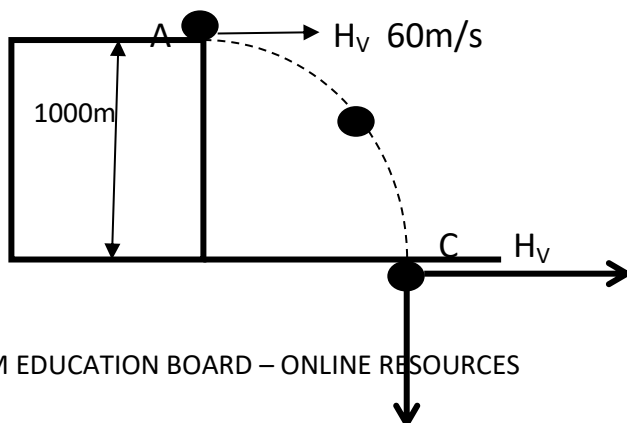 A H_V 60m/s
1000m
C H_V
M EDUCATION BOARD – ONLINE RESOURCES